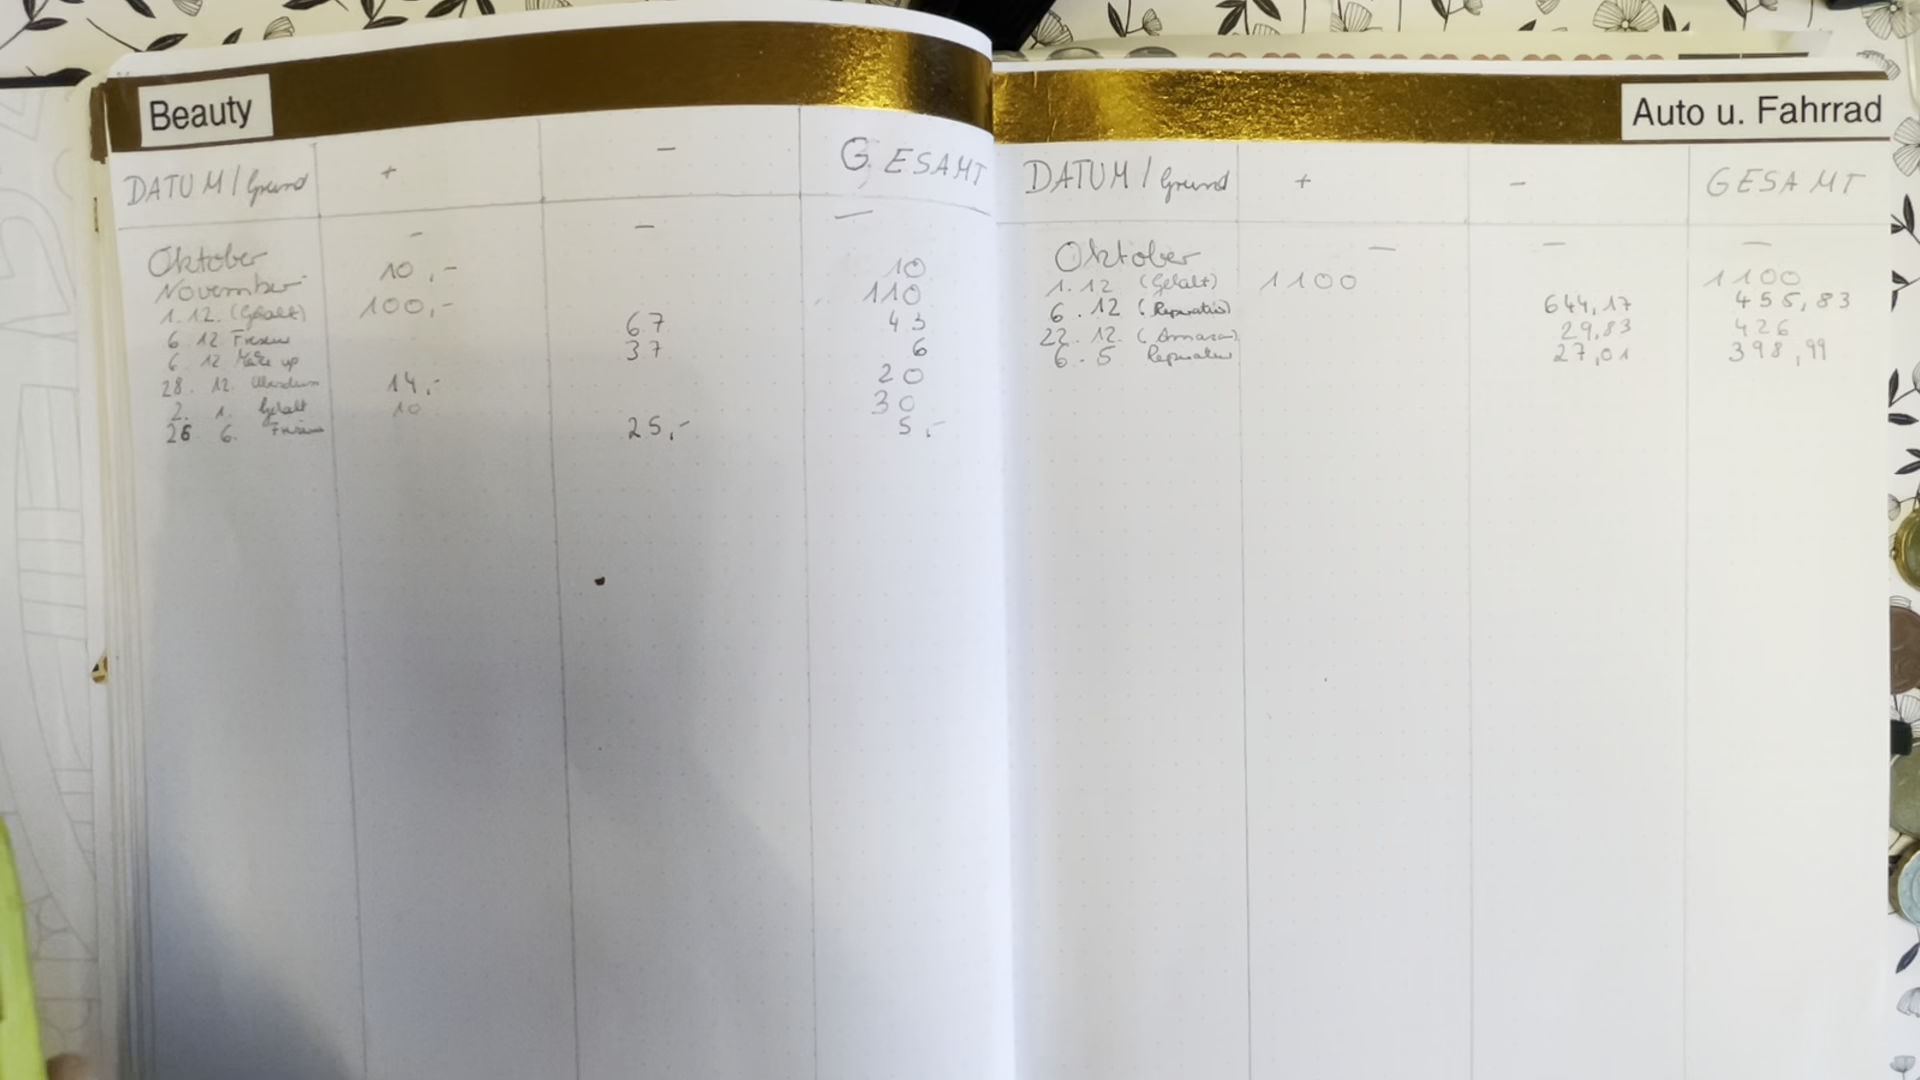 Beauty
DATUM / Grund + - GESAMT
Oktober - - -
November 10,- 10
1. 12. (Gehalt) 100,- 110
6 12 Friseur 67 43
6. 12. Make up 37 6
28. 12. 14,- 20
2. 1. Gehalt 10 30
26 6. Friseur 25,- 5,-
Auto u. Fahrrad
DATUM / Grund + - GESAMT
Oktober - - -
1. 12 (Gehalt) 1100 1100
6. 12 (Reparatur) 644,17 455,83
22. 12. (Amazon) 29,83 426
6. 5 Reparatur 27,01 398,99